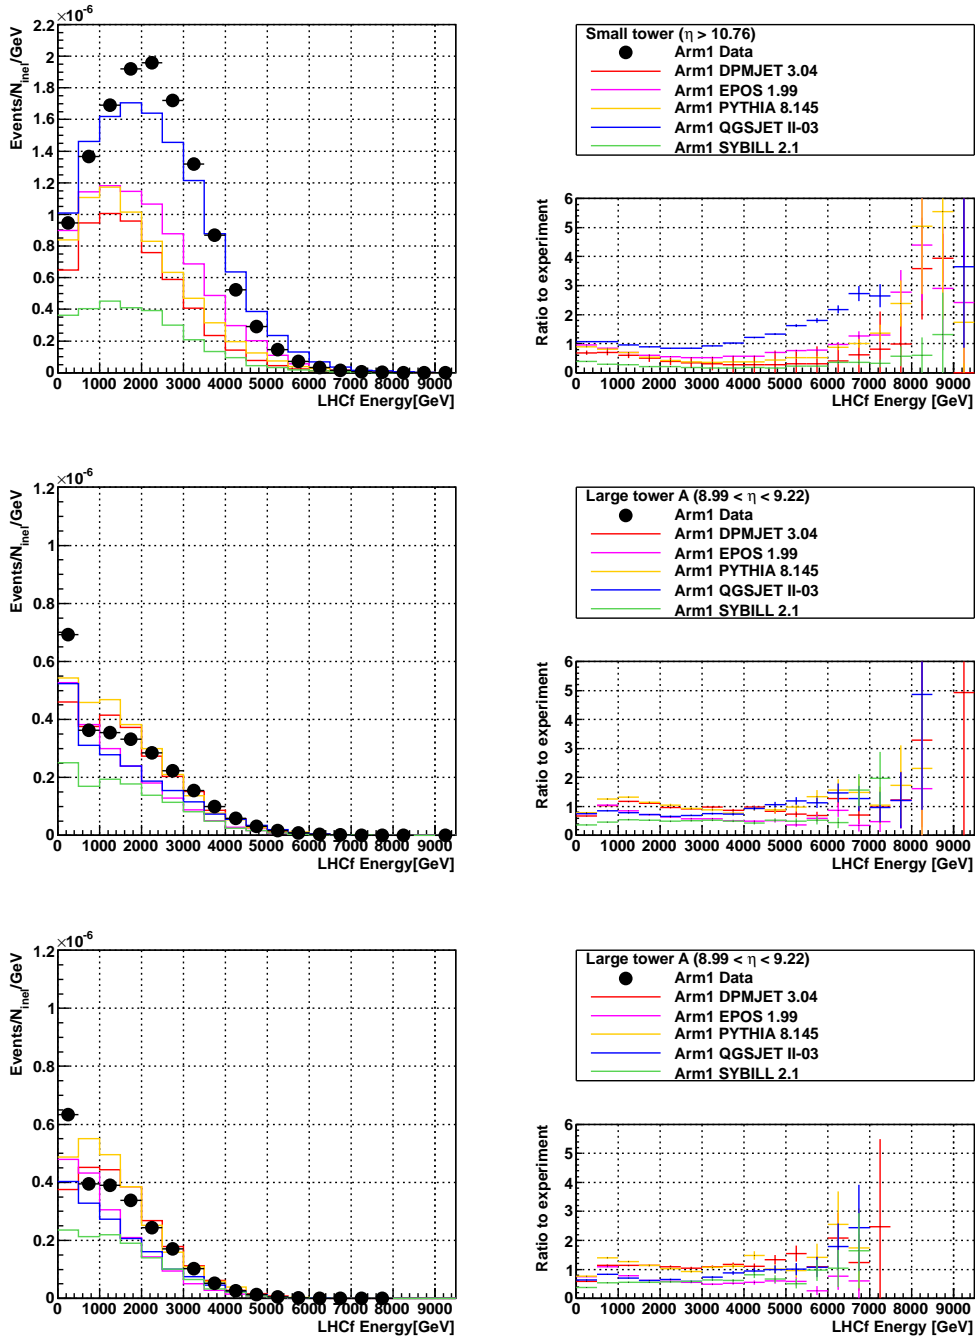 ×10⁻⁶
Events/N_inel/GeV
2.2
2
1.8
1.6
1.4
1.2
1
0.8
0.6
0.4
0.2
0
0 1000 2000 3000 4000 5000 6000 7000 8000 9000
LHCf Energy[GeV]
Small tower (η > 10.76)
Arm1 Data
Arm1 DPMJET 3.04
Arm1 EPOS 1.99
Arm1 PYTHIA 8.145
Arm1 QGSJET II-03
Arm1 SYBILL 2.1
Ratio to experiment
6
5
4
3
2
1
0
0 1000 2000 3000 4000 5000 6000 7000 8000 9000
LHCf Energy [GeV]
×10⁻⁶
Events/N_inel/GeV
1.2
1
0.8
0.6
0.4
0.2
0
0 1000 2000 3000 4000 5000 6000 7000 8000 9000
LHCf Energy[GeV]
Large tower A (8.99 < η < 9.22)
Arm1 Data
Arm1 DPMJET 3.04
Arm1 EPOS 1.99
Arm1 PYTHIA 8.145
Arm1 QGSJET II-03
Arm1 SYBILL 2.1
Ratio to experiment
6
5
4
3
2
1
0
0 1000 2000 3000 4000 5000 6000 7000 8000 9000
LHCf Energy [GeV]
×10⁻⁶
Events/N_inel/GeV
1.2
1
0.8
0.6
0.4
0.2
0
0 1000 2000 3000 4000 5000 6000 7000 8000 9000
LHCf Energy[GeV]
Large tower A (8.99 < η < 9.22)
Arm1 Data
Arm1 DPMJET 3.04
Arm1 EPOS 1.99
Arm1 PYTHIA 8.145
Arm1 QGSJET II-03
Arm1 SYBILL 2.1
Ratio to experiment
6
5
4
3
2
1
0
0 1000 2000 3000 4000 5000 6000 7000 8000 9000
LHCf Energy [GeV]